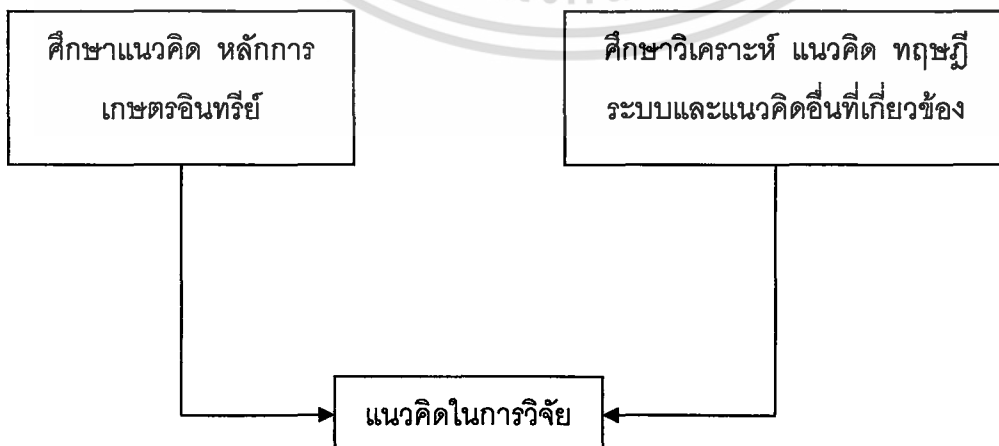 ศึกษาแนวคิด หลักการ
เกษตรอินทรีย์
ศึกษาวิเคราะห์ แนวคิด ทฤษฎี
ระบบและแนวคิดอื่นที่เกี่ยวข้อง
แนวคิดในการวิจัย